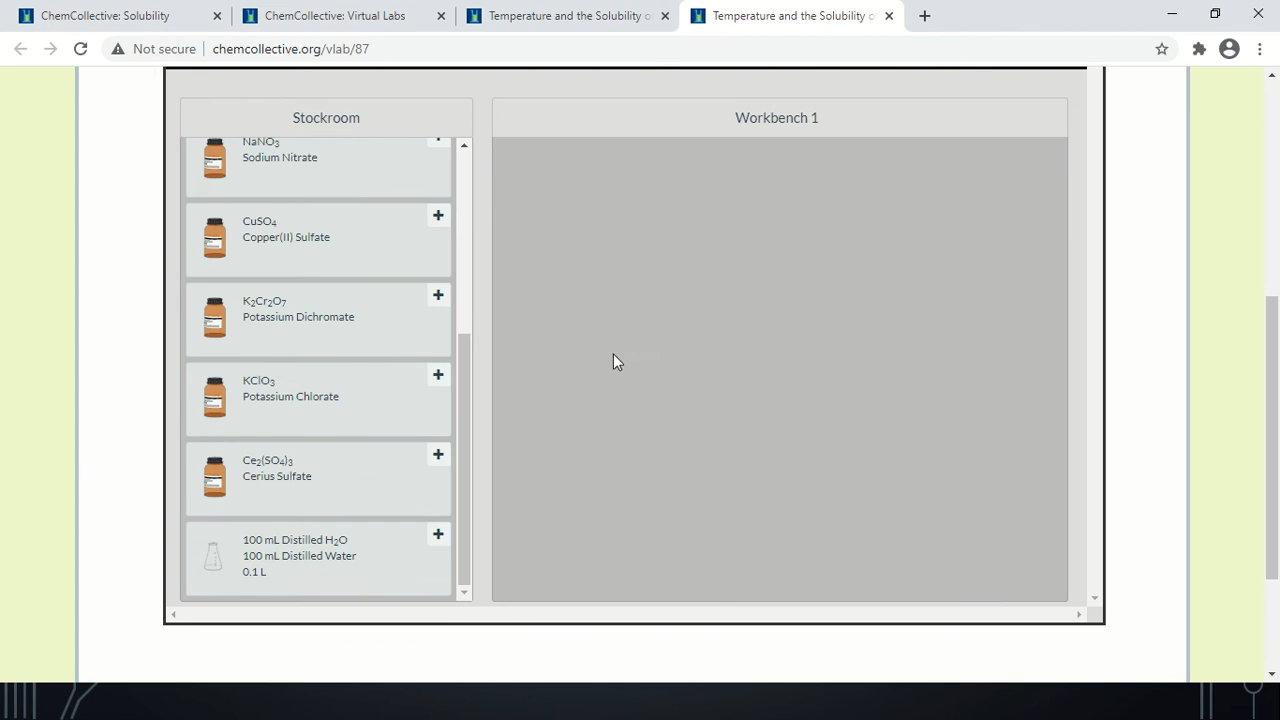 ChemCollective: Solubility
ChemCollective: Virtual Labs
Temperature and the Solubility o
Temperature and the Solubility of
Not secure
chemcollective.org/vlab/87
Stockroom
Workbench 1
NaNO₃
Sodium Nitrate
CuSO₄
Copper(II) Sulfate
K₂Cr₂O₇
Potassium Dichromate
KClO₃
Potassium Chlorate
Ce₂(SO₄)₃
Cerius Sulfate
100 mL Distilled H₂O
100 mL Distilled Water
0.1 L